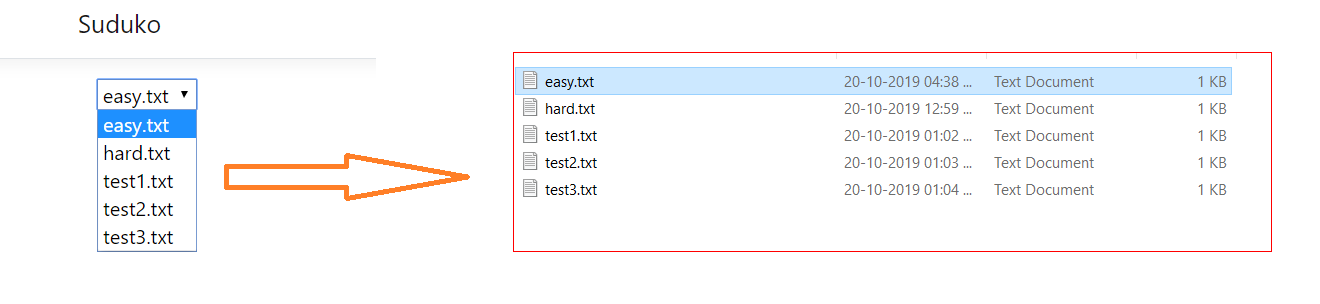 Suduko
easy.txt
easy.txt
hard.txt
test1.txt
test2.txt
test3.txt
easy.txt 20-10-2019 04:38 ... Text Document 1 KB
hard.txt 20-10-2019 12:59 ... Text Document 1 KB
test1.txt 20-10-2019 01:02 ... Text Document 1 KB
test2.txt 20-10-2019 01:03 ... Text Document 1 KB
test3.txt 20-10-2019 01:04 ... Text Document 1 KB